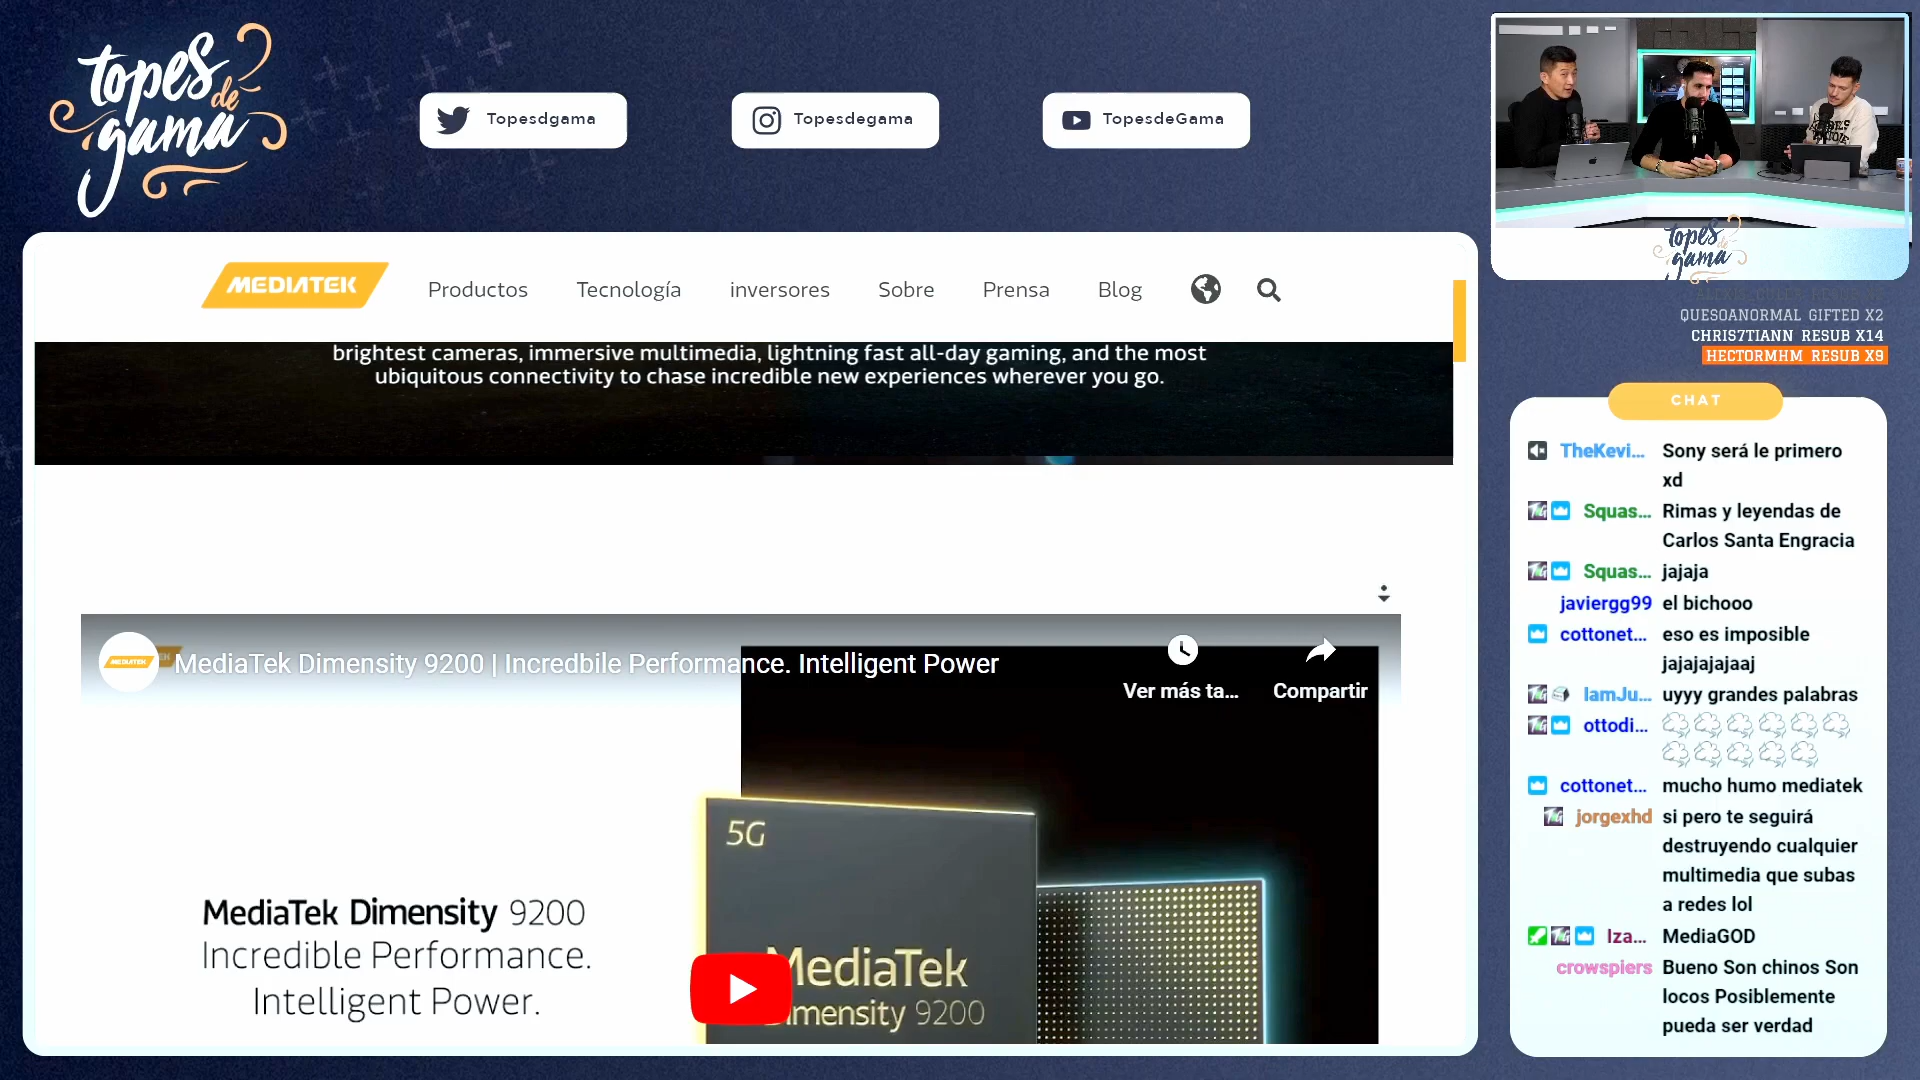 topes
de
gama
Topesdgama
Topesdegama
TopesdeGama
MEDIATEK
Productos
Tecnología
inversores
Sobre
Prensa
Blog
brightest cameras, immersive multimedia, lightning fast all-day gaming, and the most
ubiquitous connectivity to chase incredible new experiences wherever you go.
MEDIATEK
MediaTek Dimensity 9200 | Incredbile Performance. Intelligent Power
Ver más ta...
Compartir
MediaTek Dimensity 9200
Incredible Performance.
Intelligent Power.
5G
MediaTek
Dimensity 9200
topes
de
gama
QUESOANORMAL GIFTED X2
CHRIS7TIANN RESUB X14
HECTORMHM RESUB X9
CHAT
TheKevi... Sony será le primero
xd
Squas... Rimas y leyendas de
Carlos Santa Engracia
Squas... jajaja
javiergg99 el bichooo
cottonet... eso es imposible
jajajajajaaj
IamJu... uyyy grandes palabras
ottodi...
cottonet... mucho humo mediatek
jorgexhd si pero te seguirá
destruyendo cualquier
multimedia que subas
a redes lol
Iza... MediaGOD
crowspiers Bueno Son chinos Son
locos Posiblemente
pueda ser verdad